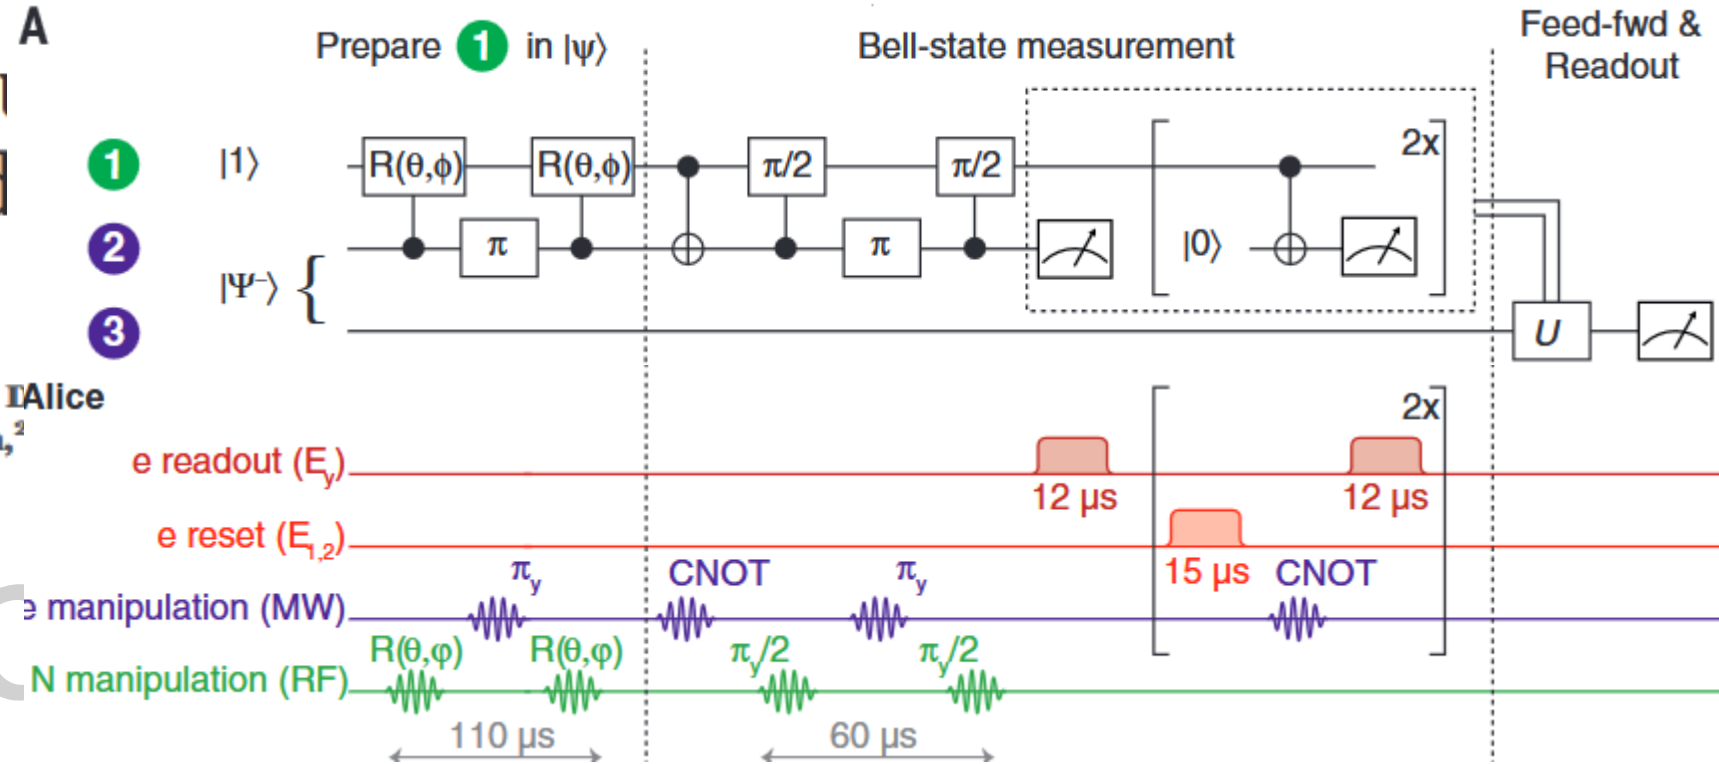 A
Prepare 1 in |ψ⟩
Bell-state measurement
Feed-fwd &
Readout
1 |1⟩ R(θ,ϕ) R(θ,ϕ) π/2 π/2 2x
2 π π |0⟩
|Ψ⁻⟩ {
3 U
Alice
e readout (Ey) 12 µs 12 µs 2x
e reset (E1,2) 15 µs
πy CNOT πy CNOT
e manipulation (MW)
R(θ,φ) R(θ,φ) πy/2 πy/2
N manipulation (RF)
110 µs 60 µs